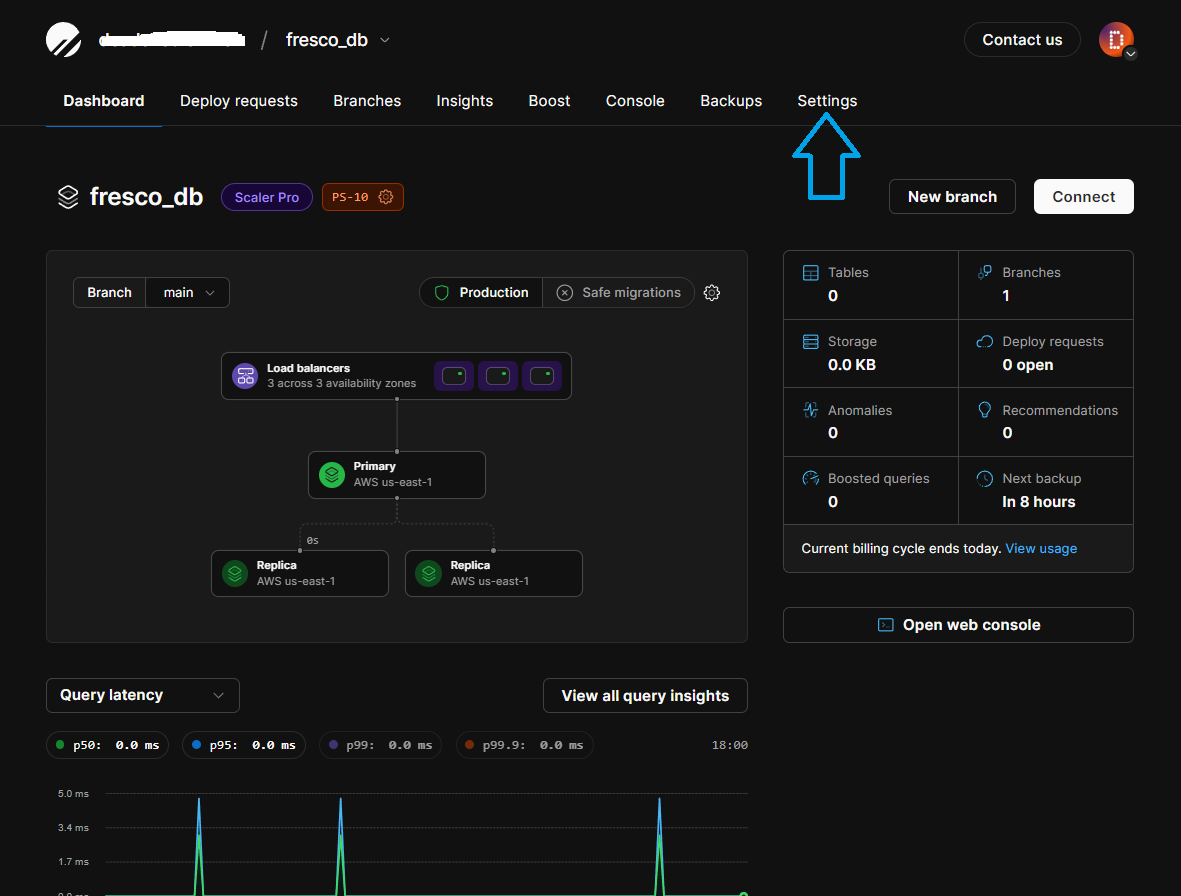 / fresco_db
Contact us
Dashboard Deploy requests Branches Insights Boost Console Backups Settings
fresco_db Scaler Pro PS-10
New branch Connect
Branch main
Production Safe migrations
Load balancers
3 across 3 availability zones
Primary
AWS us-east-1
0s
Replica
AWS us-east-1
Replica
AWS us-east-1
Tables
0
Branches
1
Storage
0.0 KB
Deploy requests
0 open
Anomalies
0
Recommendations
0
Boosted queries
0
Next backup
In 8 hours
Current billing cycle ends today. View usage
Open web console
Query latency
View all query insights
p50: 0.0 ms p95: 0.0 ms p99: 0.0 ms p99.9: 0.0 ms 18:00
5.0 ms
3.4 ms
1.7 ms